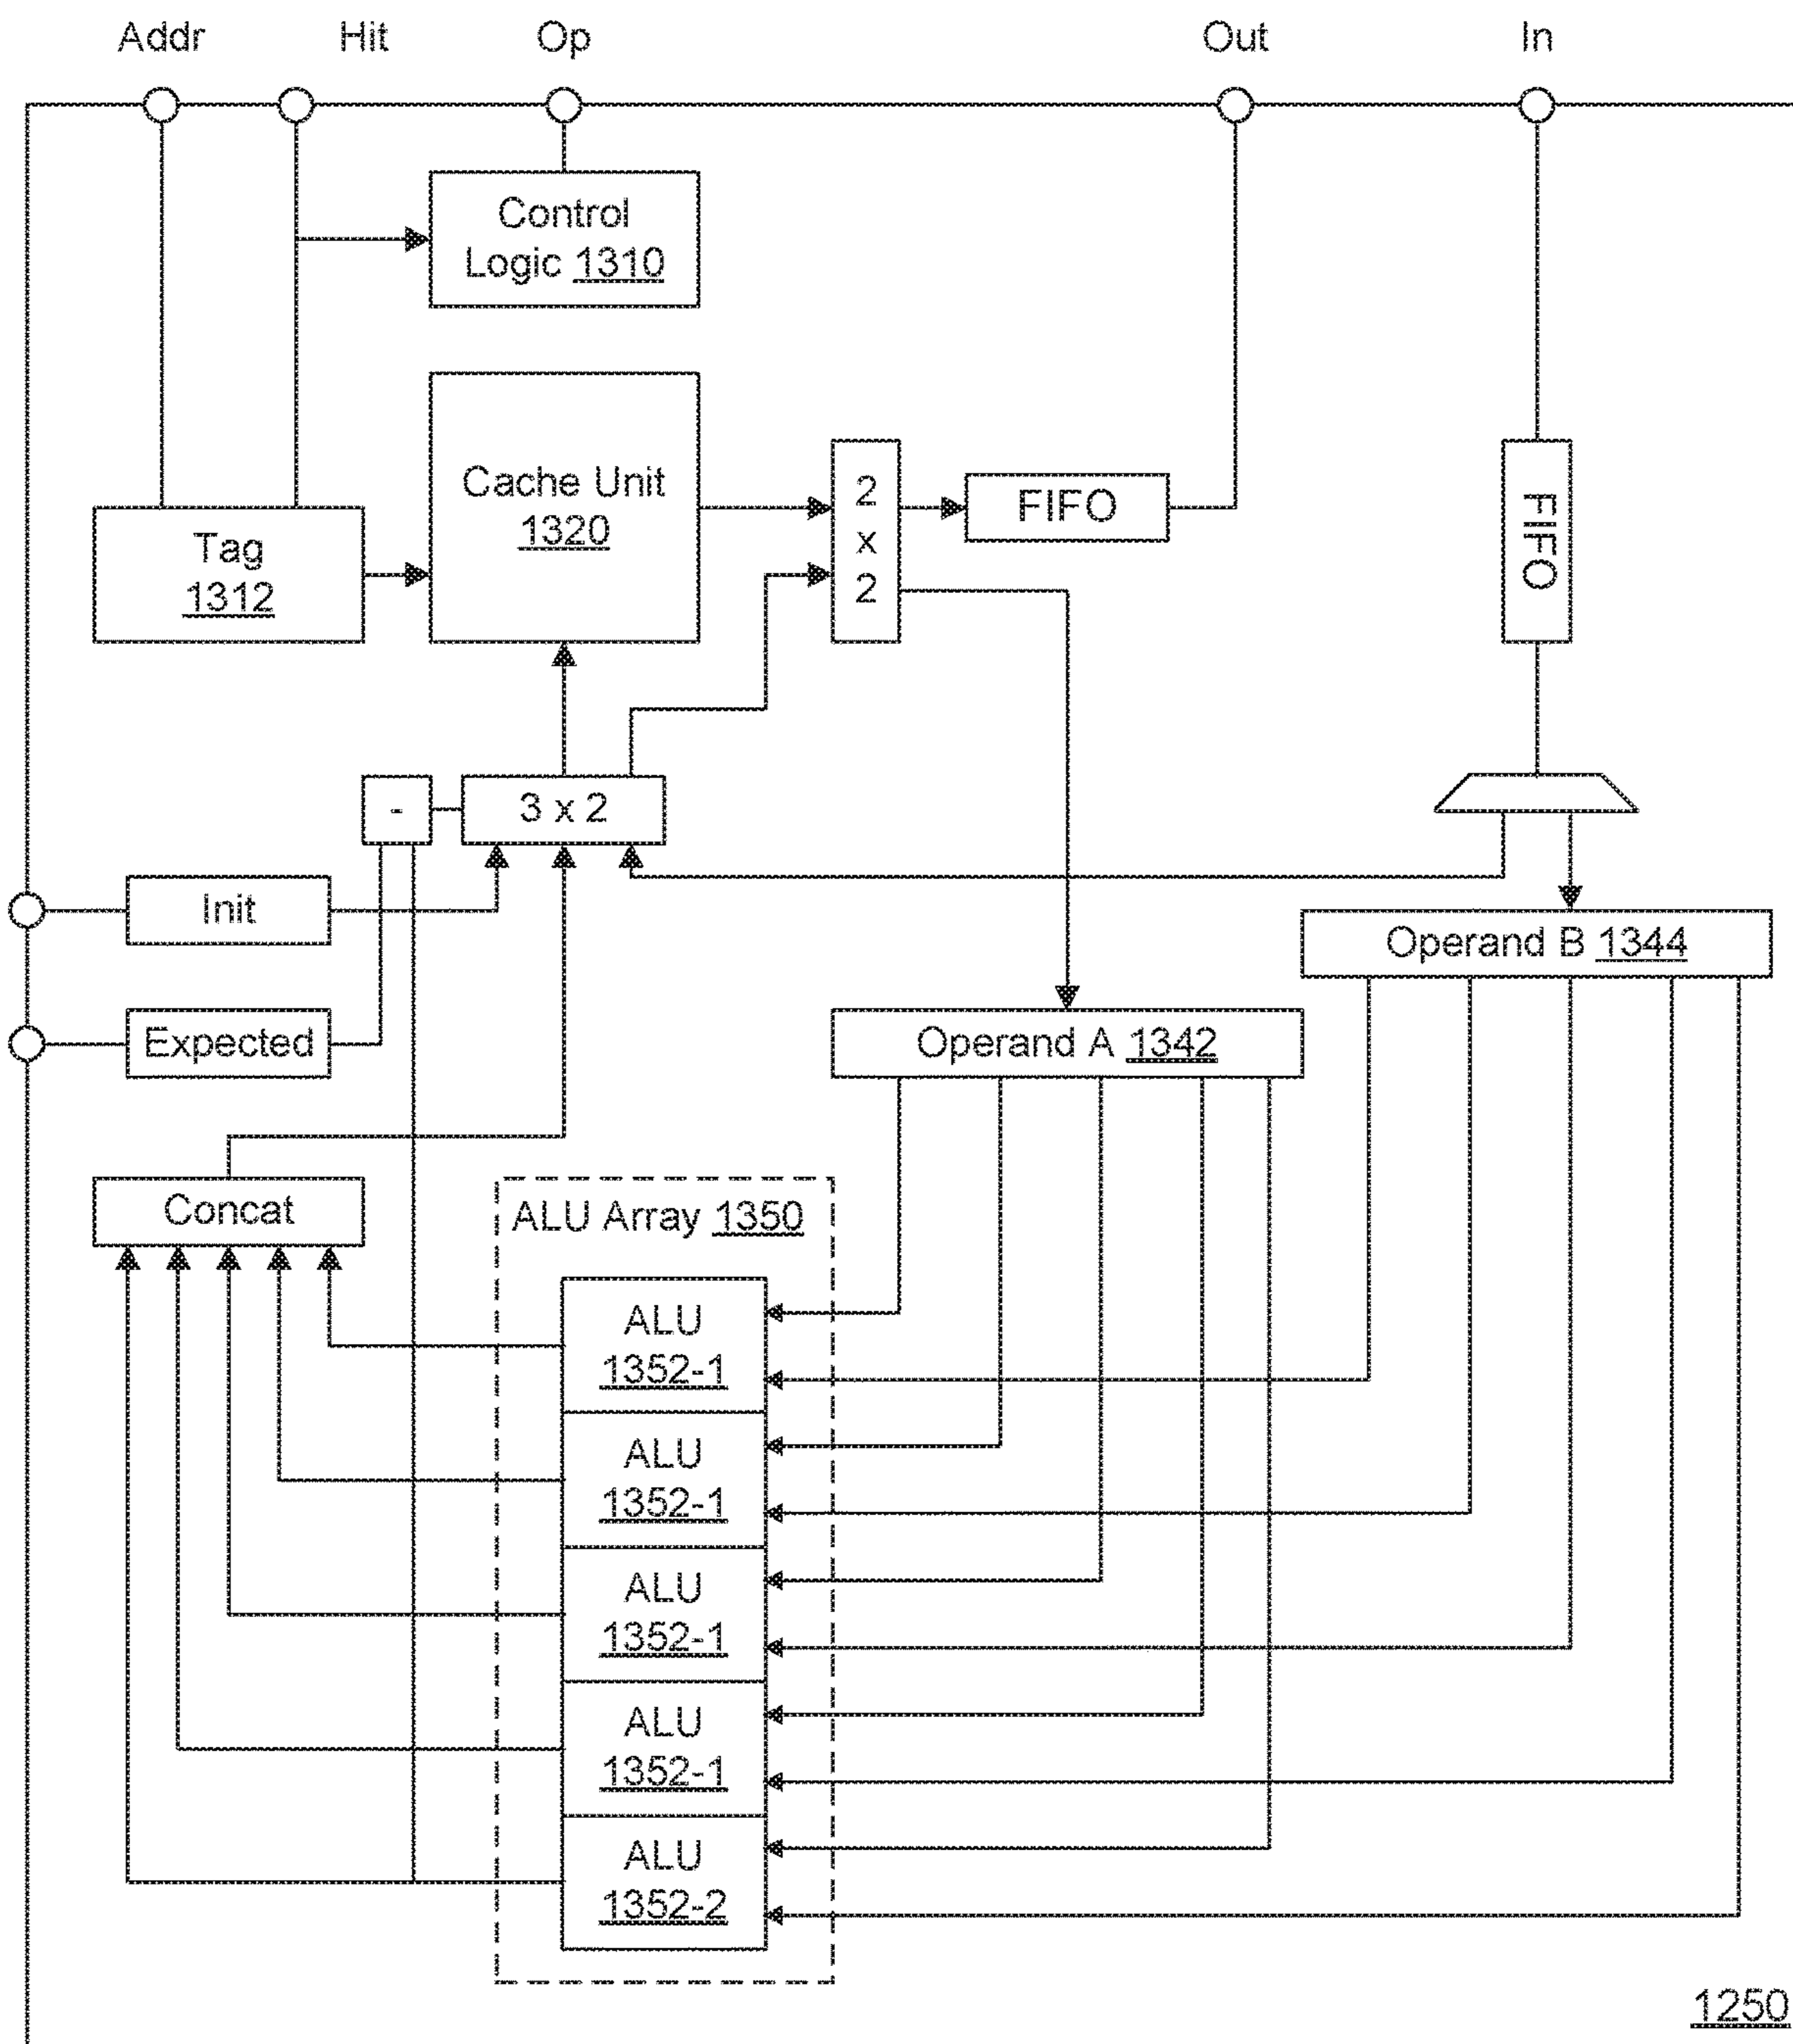 Addr Hit Op Out In
Control
Logic 1310
Cache Unit
1320
2
x
2
FIFO
FIFO
Tag
1312
-
3 x 2
Init
Operand B 1344
Expected
Operand A 1342
Concat
ALU Array 1350
ALU
1352-1
ALU
1352-1
ALU
1352-1
ALU
1352-1
ALU
1352-2
1250